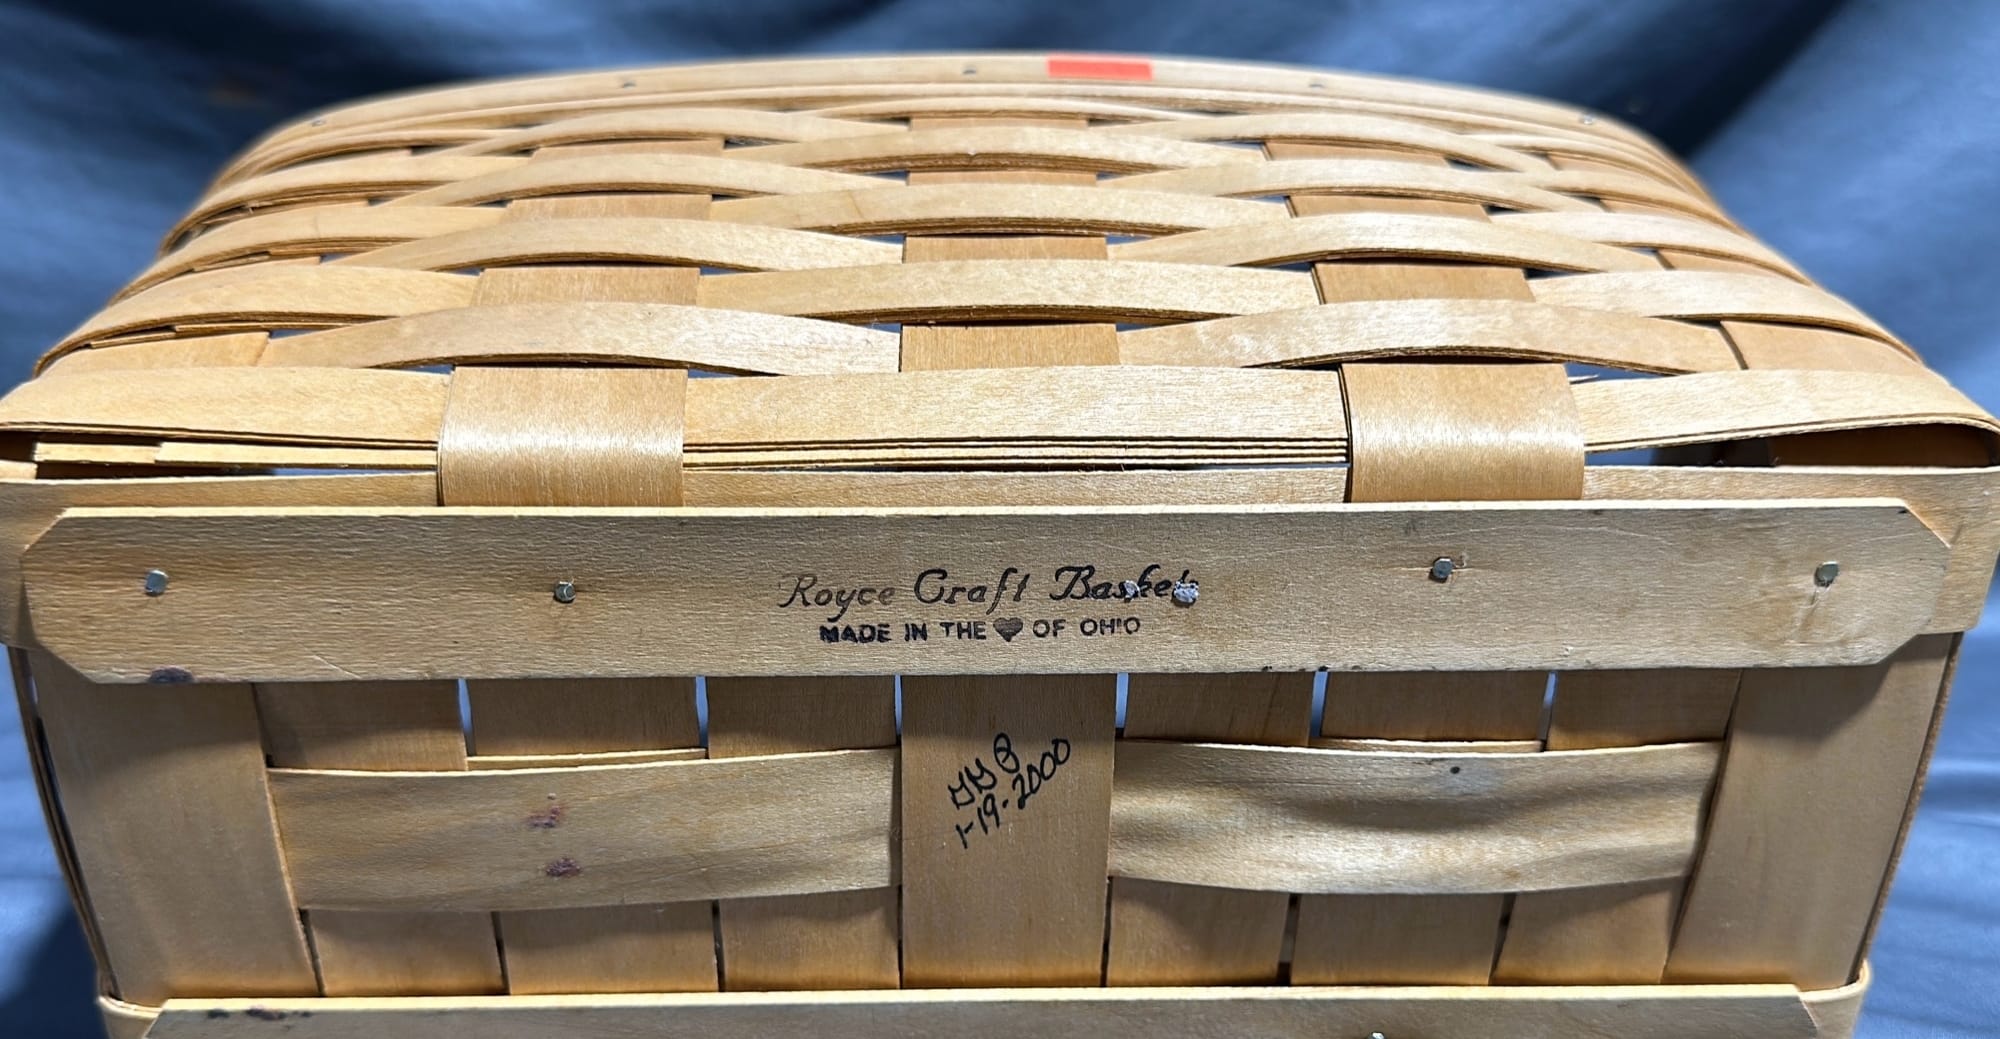 Royce Craft Baskets
MADE IN THE ♥ OF OHIO
1-19-2000